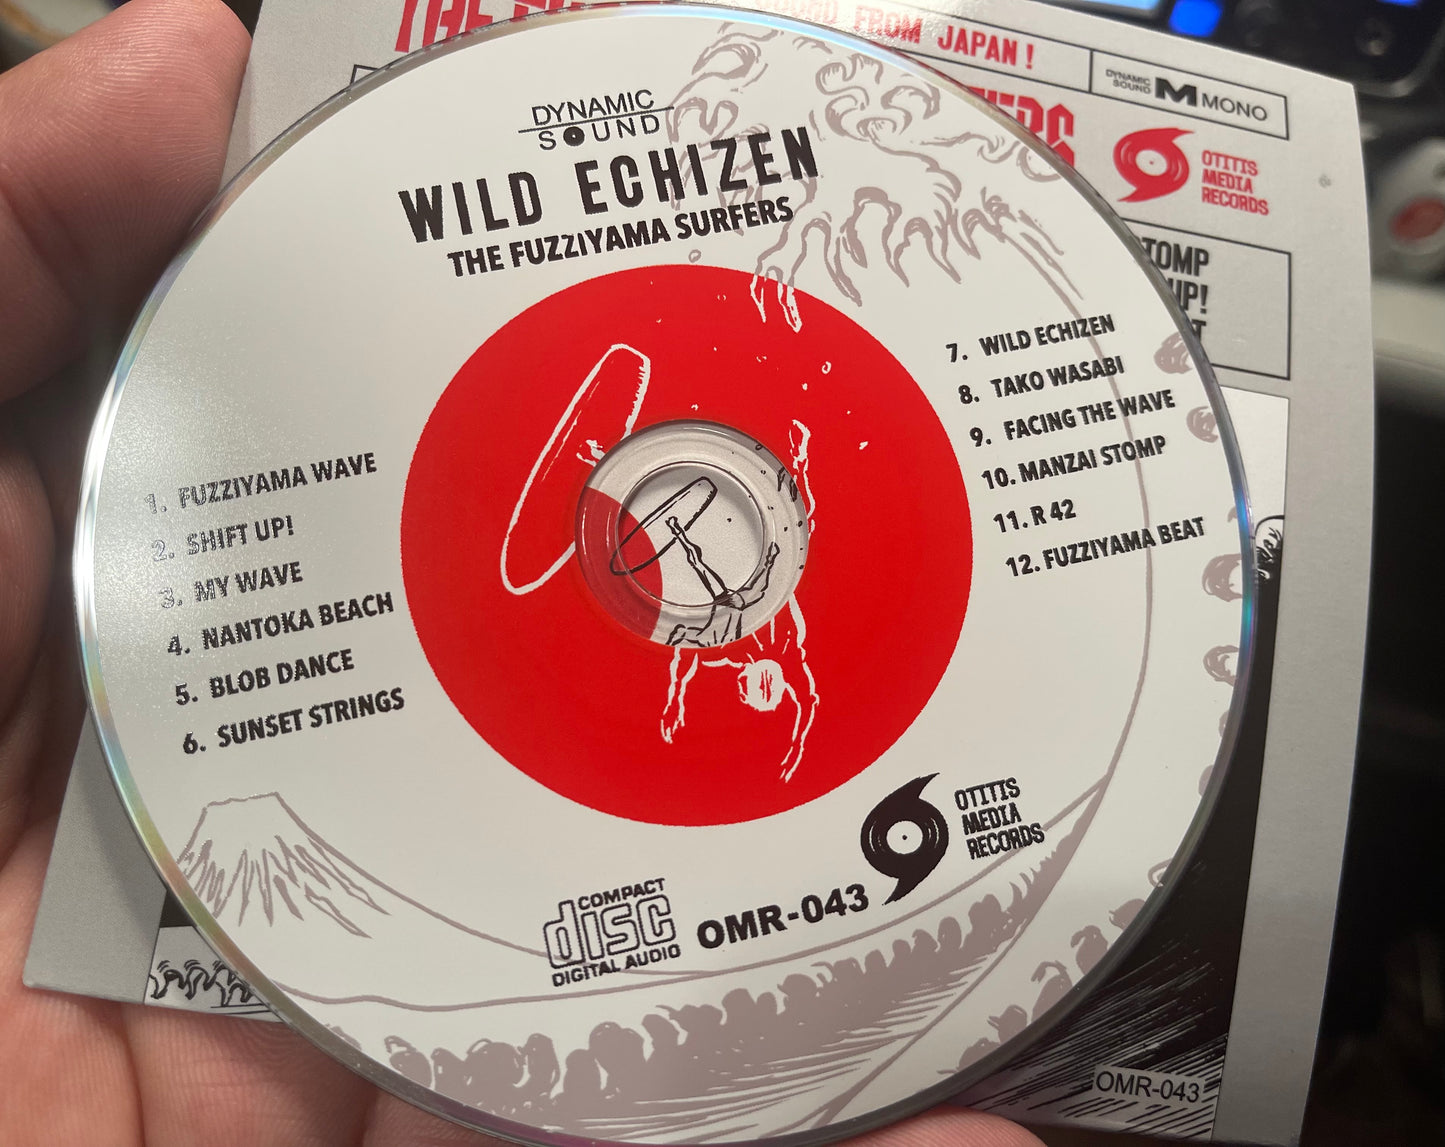 FROM JAPAN!
DYNAMIC
SOUND
M MONO
OTITIS
MEDIA
RECORDS
DYNAMIC
SOUND
WILD ECHIZEN
THE FUZZIYAMA SURFERS
1. FUZZIYAMA WAVE
2. SHIFT UP!
3. MY WAVE
4. NANTOKA BEACH
5. BLOB DANCE
6. SUNSET STRINGS
7. WILD ECHIZEN
8. TAKO WASABI
9. FACING THE WAVE
10. MANZAI STOMP
11. R 42
12. FUZZIYAMA BEAT
OTITIS
MEDIA
RECORDS
COMPACT
disc
DIGITAL AUDIO
OMR-043
OMR-043